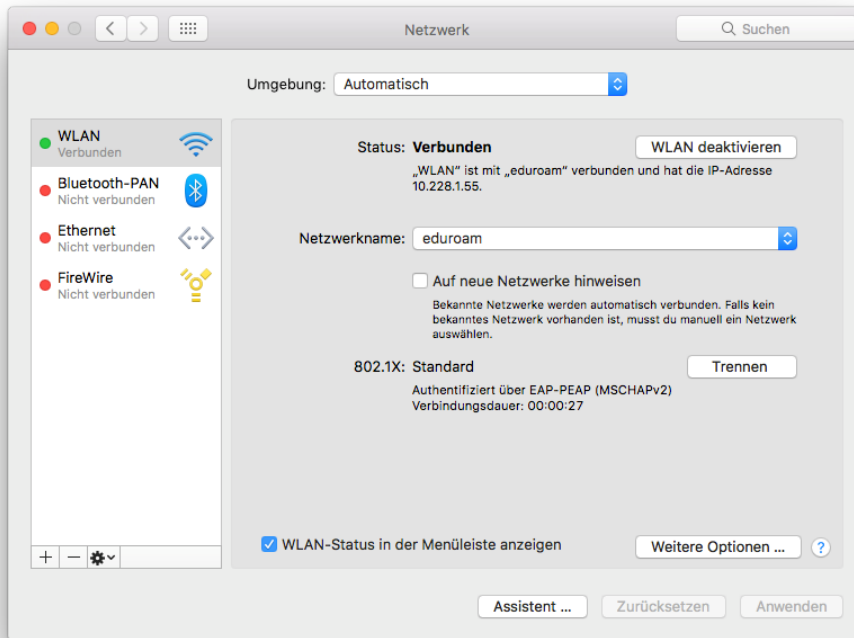 Netzwerk
Suchen
Umgebung: Automatisch
WLAN
Verbunden
Bluetooth-PAN
Nicht verbunden
Ethernet
Nicht verbunden
FireWire
Nicht verbunden
Status: Verbunden
WLAN deaktivieren
„WLAN“ ist mit „eduroam“ verbunden und hat die IP-Adresse
10.228.1.55.
Netzwerkname: eduroam
Auf neue Netzwerke hinweisen
Bekannte Netzwerke werden automatisch verbunden. Falls kein
bekanntes Netzwerk vorhanden ist, musst du manuell ein Netzwerk
auswählen.
802.1X: Standard
Trennen
Authentifiziert über EAP-PEAP (MSCHAPv2)
Verbindungsdauer: 00:00:27
WLAN-Status in der Menüleiste anzeigen
Weitere Optionen ...
?
Assistent ...
Zurücksetzen
Anwenden